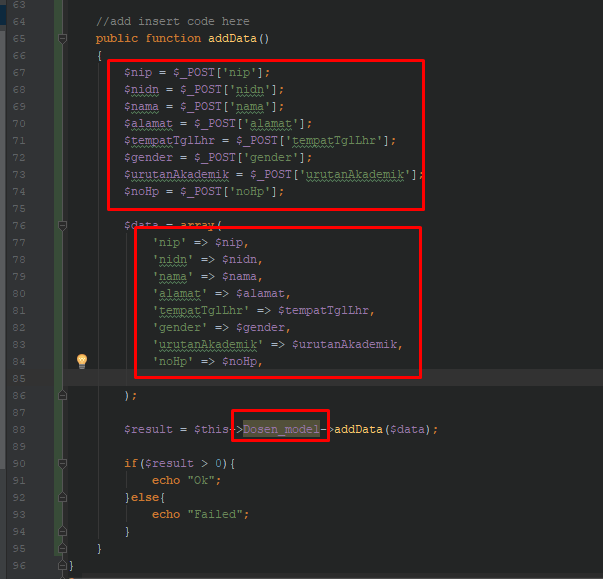 63
64 //add insert code here
65 public function addData()
66 {
67 $nip = $_POST['nip'];
68 $nidn = $_POST['nidn'];
69 $nama = $_POST['nama'];
70 $alamat = $_POST['alamat'];
71 $tempatTglLhr = $_POST['tempatTglLhr'];
72 $gender = $_POST['gender'];
73 $urutanAkademik = $_POST['urutanAkademik'];
74 $noHp = $_POST['noHp'];
75
76 $data = array(
77 'nip' => $nip,
78 'nidn' => $nidn,
79 'nama' => $nama,
80 'alamat' => $alamat,
81 'tempatTglLhr' => $tempatTglLhr,
82 'gender' => $gender,
83 'urutanAkademik' => $urutanAkademik,
84 'noHp' => $noHp,
85
86 );
87
88 $result = $this->Dosen_model->addData($data);
89
90 if($result > 0){
91 echo "Ok";
92 }else{
93 echo "Failed";
94 }
95 }
96 }